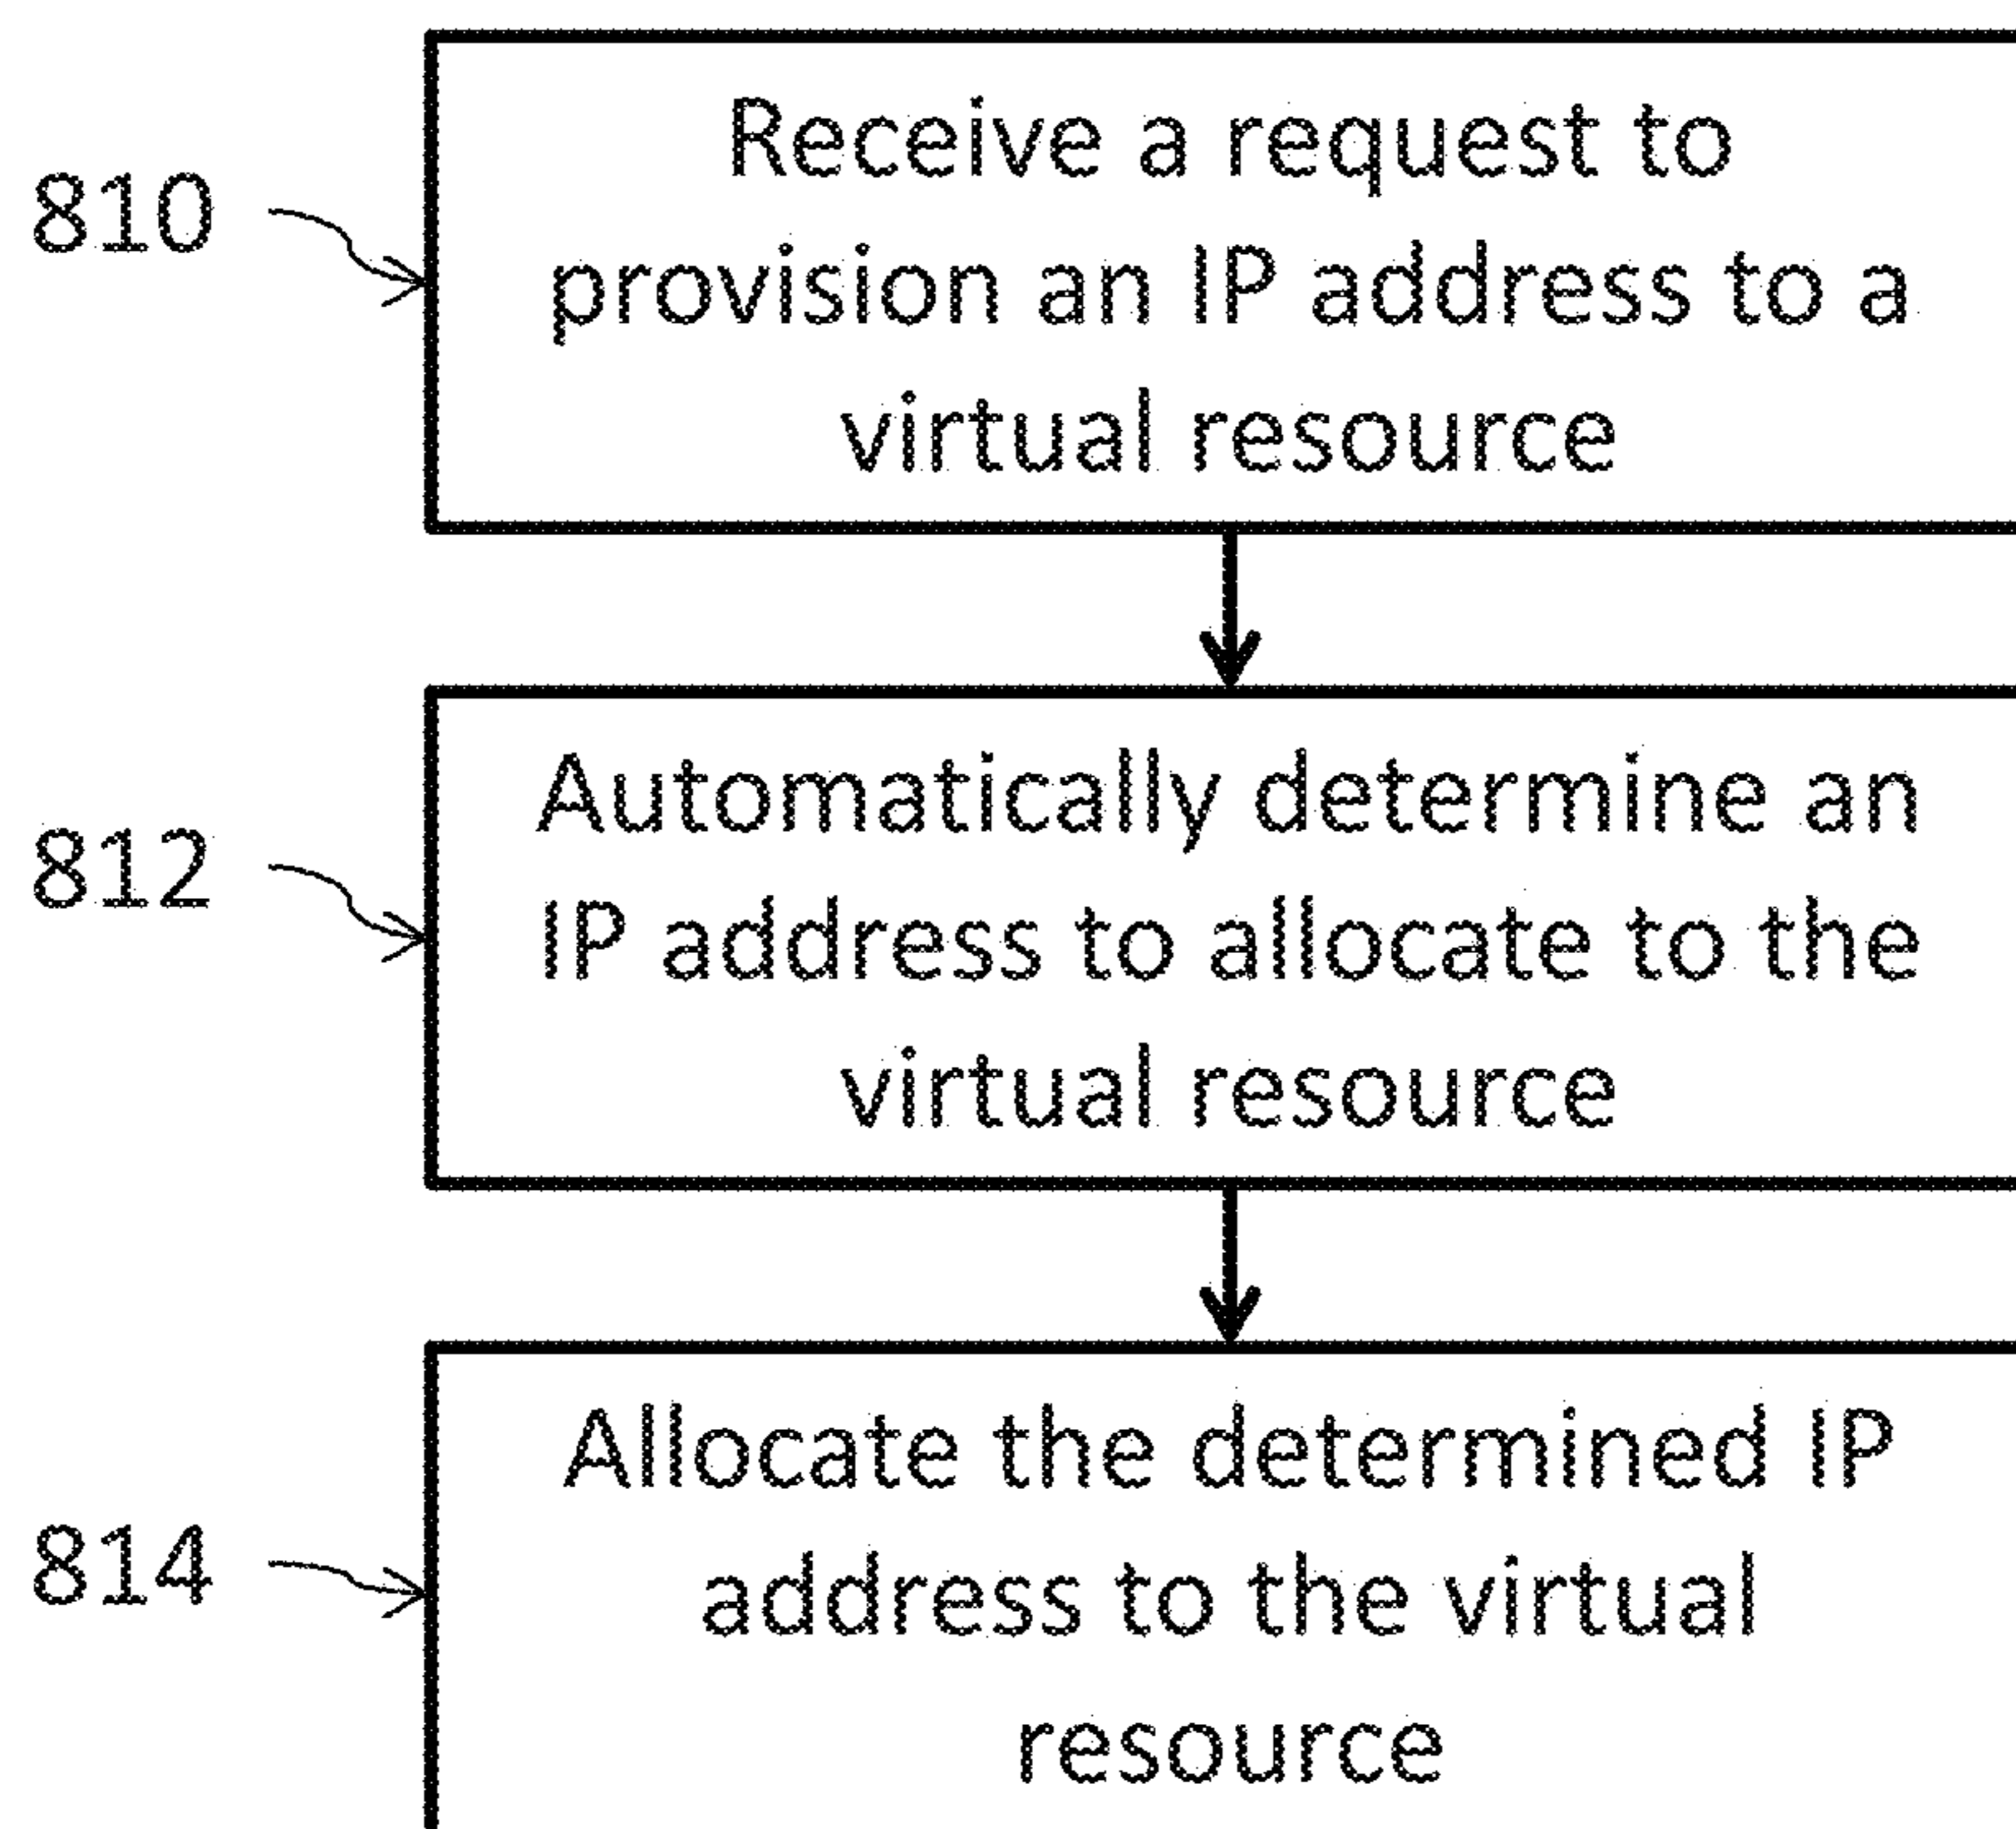 810
Receive a request to
provision an IP address to a
virtual resource
812
Automatically determine an
IP address to allocate to the
virtual resource
814
Allocate the determined IP
address to the virtual
resource